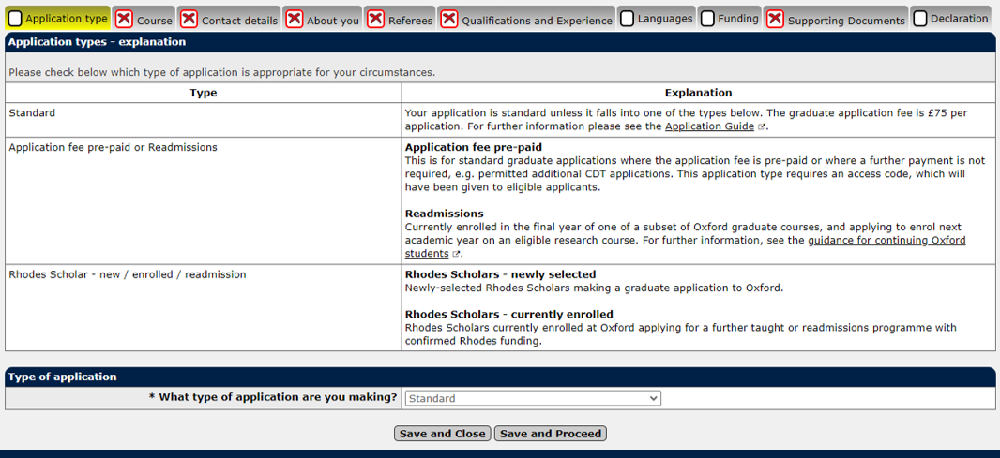 Application type
Course
Contact details
About you
Referees
Qualifications and Experience
Languages
Funding
Supporting Documents
Declaration
Application types - explanation
Please check below which type of application is appropriate for your circumstances.
Type
Explanation
Standard
Your application is standard unless it falls into one of the types below. The graduate application fee is £75 per
application. For further information please see the Application Guide.
Application fee pre-paid or Readmissions
Application fee pre-paid
This is for standard graduate applications where the application fee is pre-paid or where a further payment is not
required, e.g. permitted additional CDT applications. This application type requires an access code, which will
have been given to eligible applicants.
Readmissions
Currently enrolled in the final year of one of a subset of Oxford graduate courses, and applying to enrol next
academic year on an eligible research course. For further information, see the guidance for continuing Oxford
students.
Rhodes Scholar - new / enrolled / readmission
Rhodes Scholars - newly selected
Newly-selected Rhodes Scholars making a graduate application to Oxford.
Rhodes Scholars - currently enrolled
Rhodes Scholars currently enrolled at Oxford applying for a further taught or readmissions programme with
confirmed Rhodes funding.
Type of application
* What type of application are you making?
Standard
Save and Close
Save and Proceed